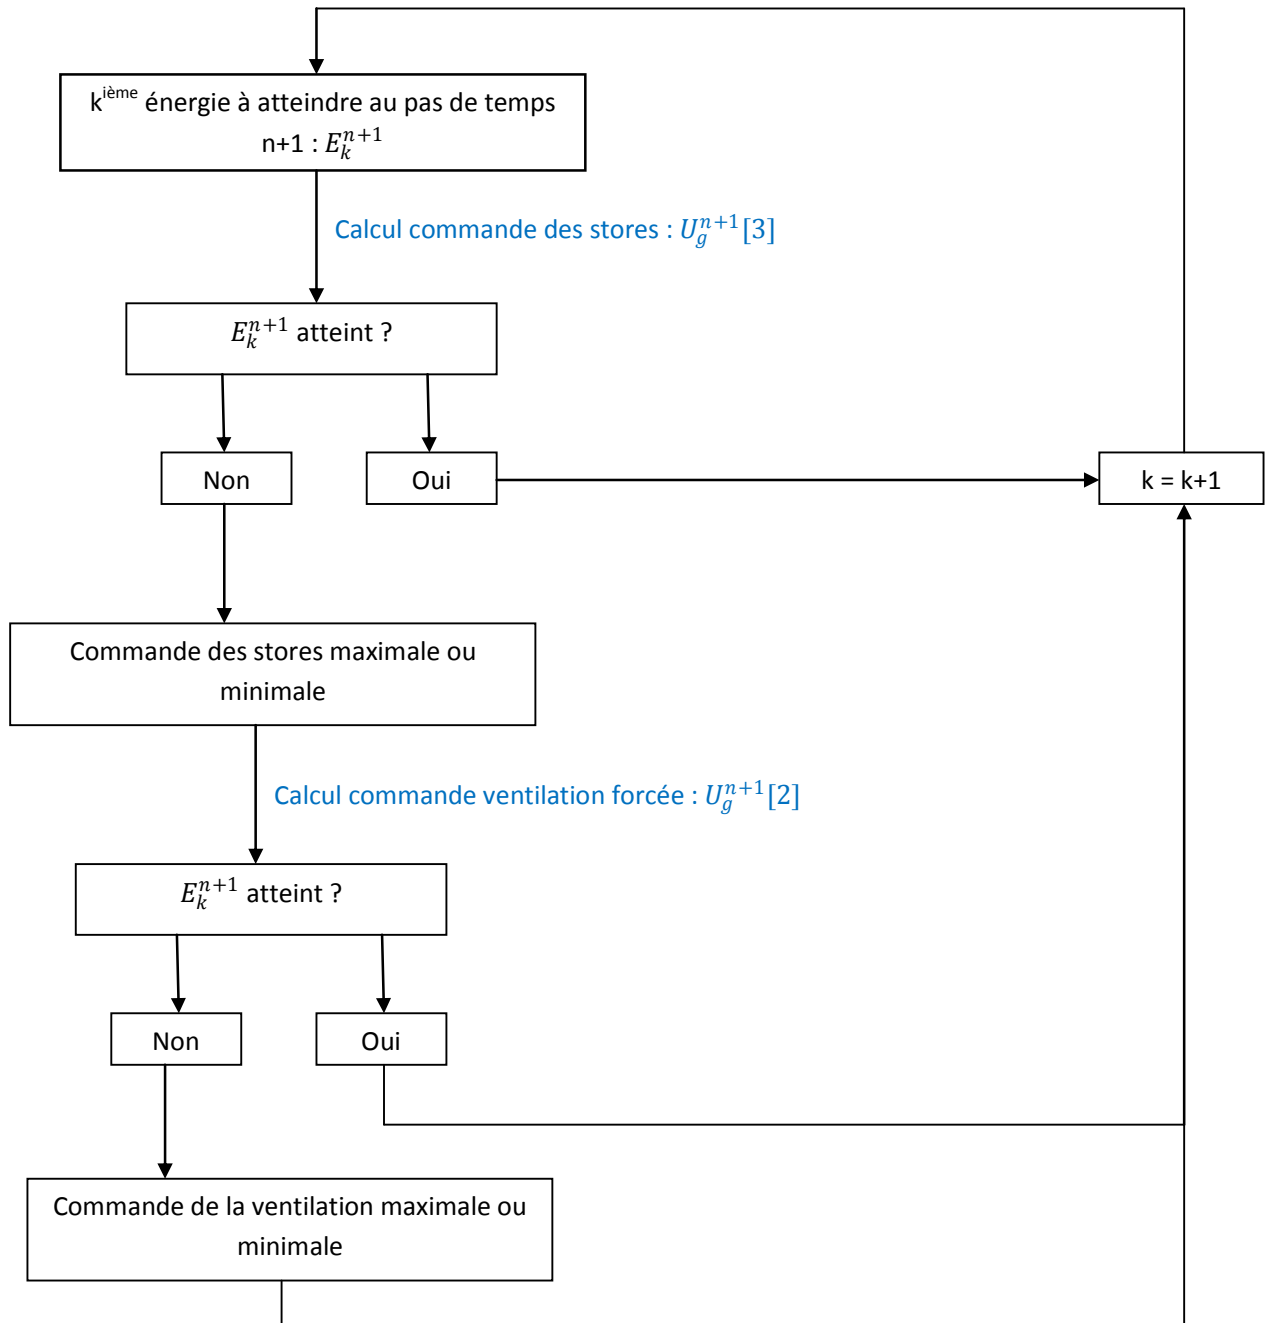 k^ième énergie à atteindre au pas de temps
n+1 : $E_k^{n+1}$
Calcul commande des stores : $U_g^{n+1}[3]$
$E_k^{n+1}$ atteint ?
Non
Oui
k = k+1
Commande des stores maximale ou
minimale
Calcul commande ventilation forcée : $U_g^{n+1}[2]$
$E_k^{n+1}$ atteint ?
Non
Oui
Commande de la ventilation maximale ou
minimale